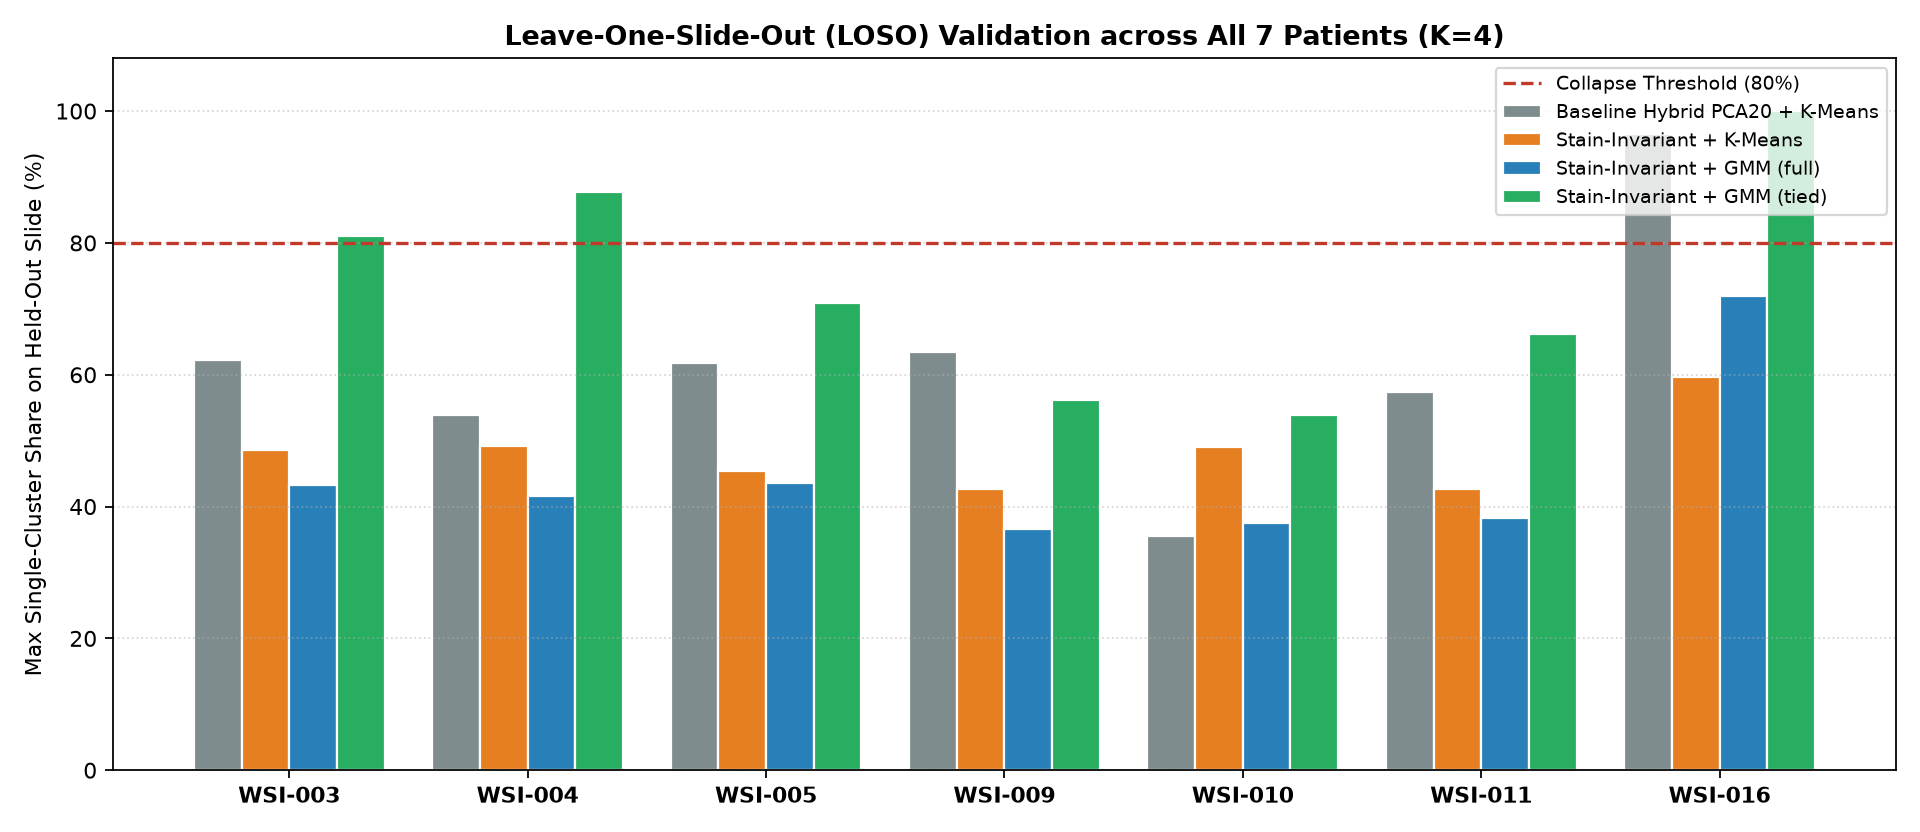 Leave-One-Slide-Out (LOSO) Validation across All 7 Patients (K=4)
Max Single-Cluster Share on Held-Out Slide (%)
100
80
60
40
20
0
Collapse Threshold (80%)
Baseline Hybrid PCA20 + K-Means
Stain-Invariant + K-Means
Stain-Invariant + GMM (full)
Stain-Invariant + GMM (tied)
WSI-003 WSI-004 WSI-005 WSI-009 WSI-010 WSI-011 WSI-016